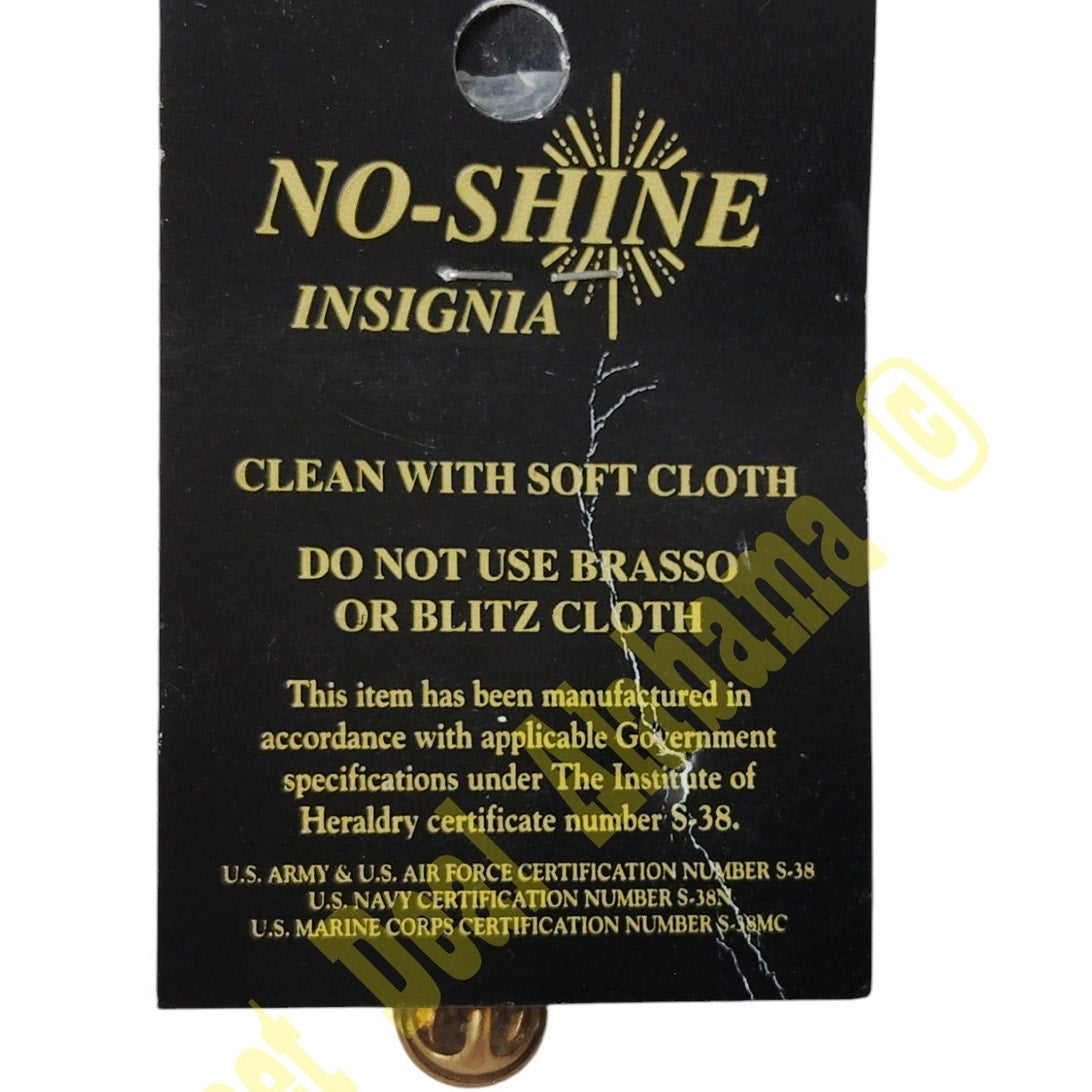 NO-SHINE
INSIGNIA
CLEAN WITH SOFT CLOTH
DO NOT USE BRASSO
OR BLITZ CLOTH
This item has been manufactured in
accordance with applicable Government
specifications under The Institute of
Heraldry certificate number S-38.
U.S. ARMY & U.S. AIR FORCE CERTIFICATION NUMBER S-38
U.S. NAVY CERTIFICATION NUMBER S-38N
U.S. MARINE CORPS CERTIFICATION NUMBER S-38MC
Deal Alabama ©